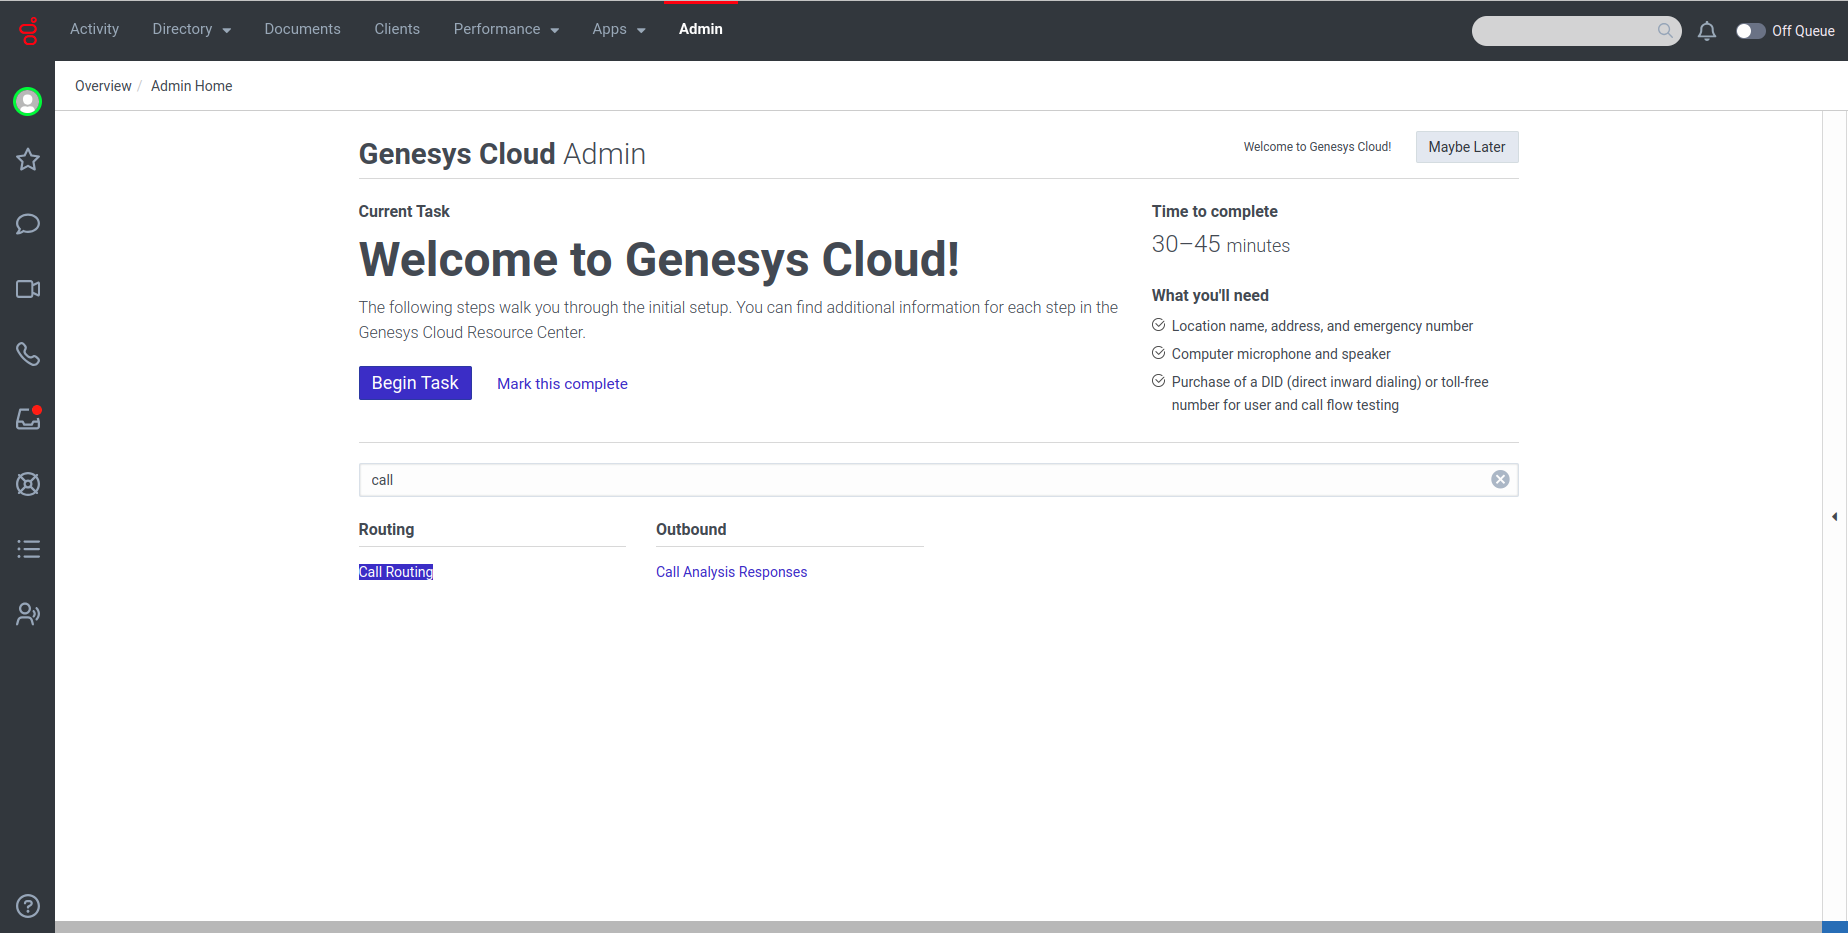 Activity
Directory
Documents
Clients
Performance
Apps
Admin
Off Queue
Overview / Admin Home
Genesys Cloud Admin
Welcome to Genesys Cloud!
Maybe Later
Current Task
Welcome to Genesys Cloud!
The following steps walk you through the initial setup. You can find additional information for each step in the
Genesys Cloud Resource Center.
Begin Task
Mark this complete
Time to complete
30–45 minutes
What you'll need
Location name, address, and emergency number
Computer microphone and speaker
Purchase of a DID (direct inward dialing) or toll-free
number for user and call flow testing
call
Routing
Call Routing
Outbound
Call Analysis Responses